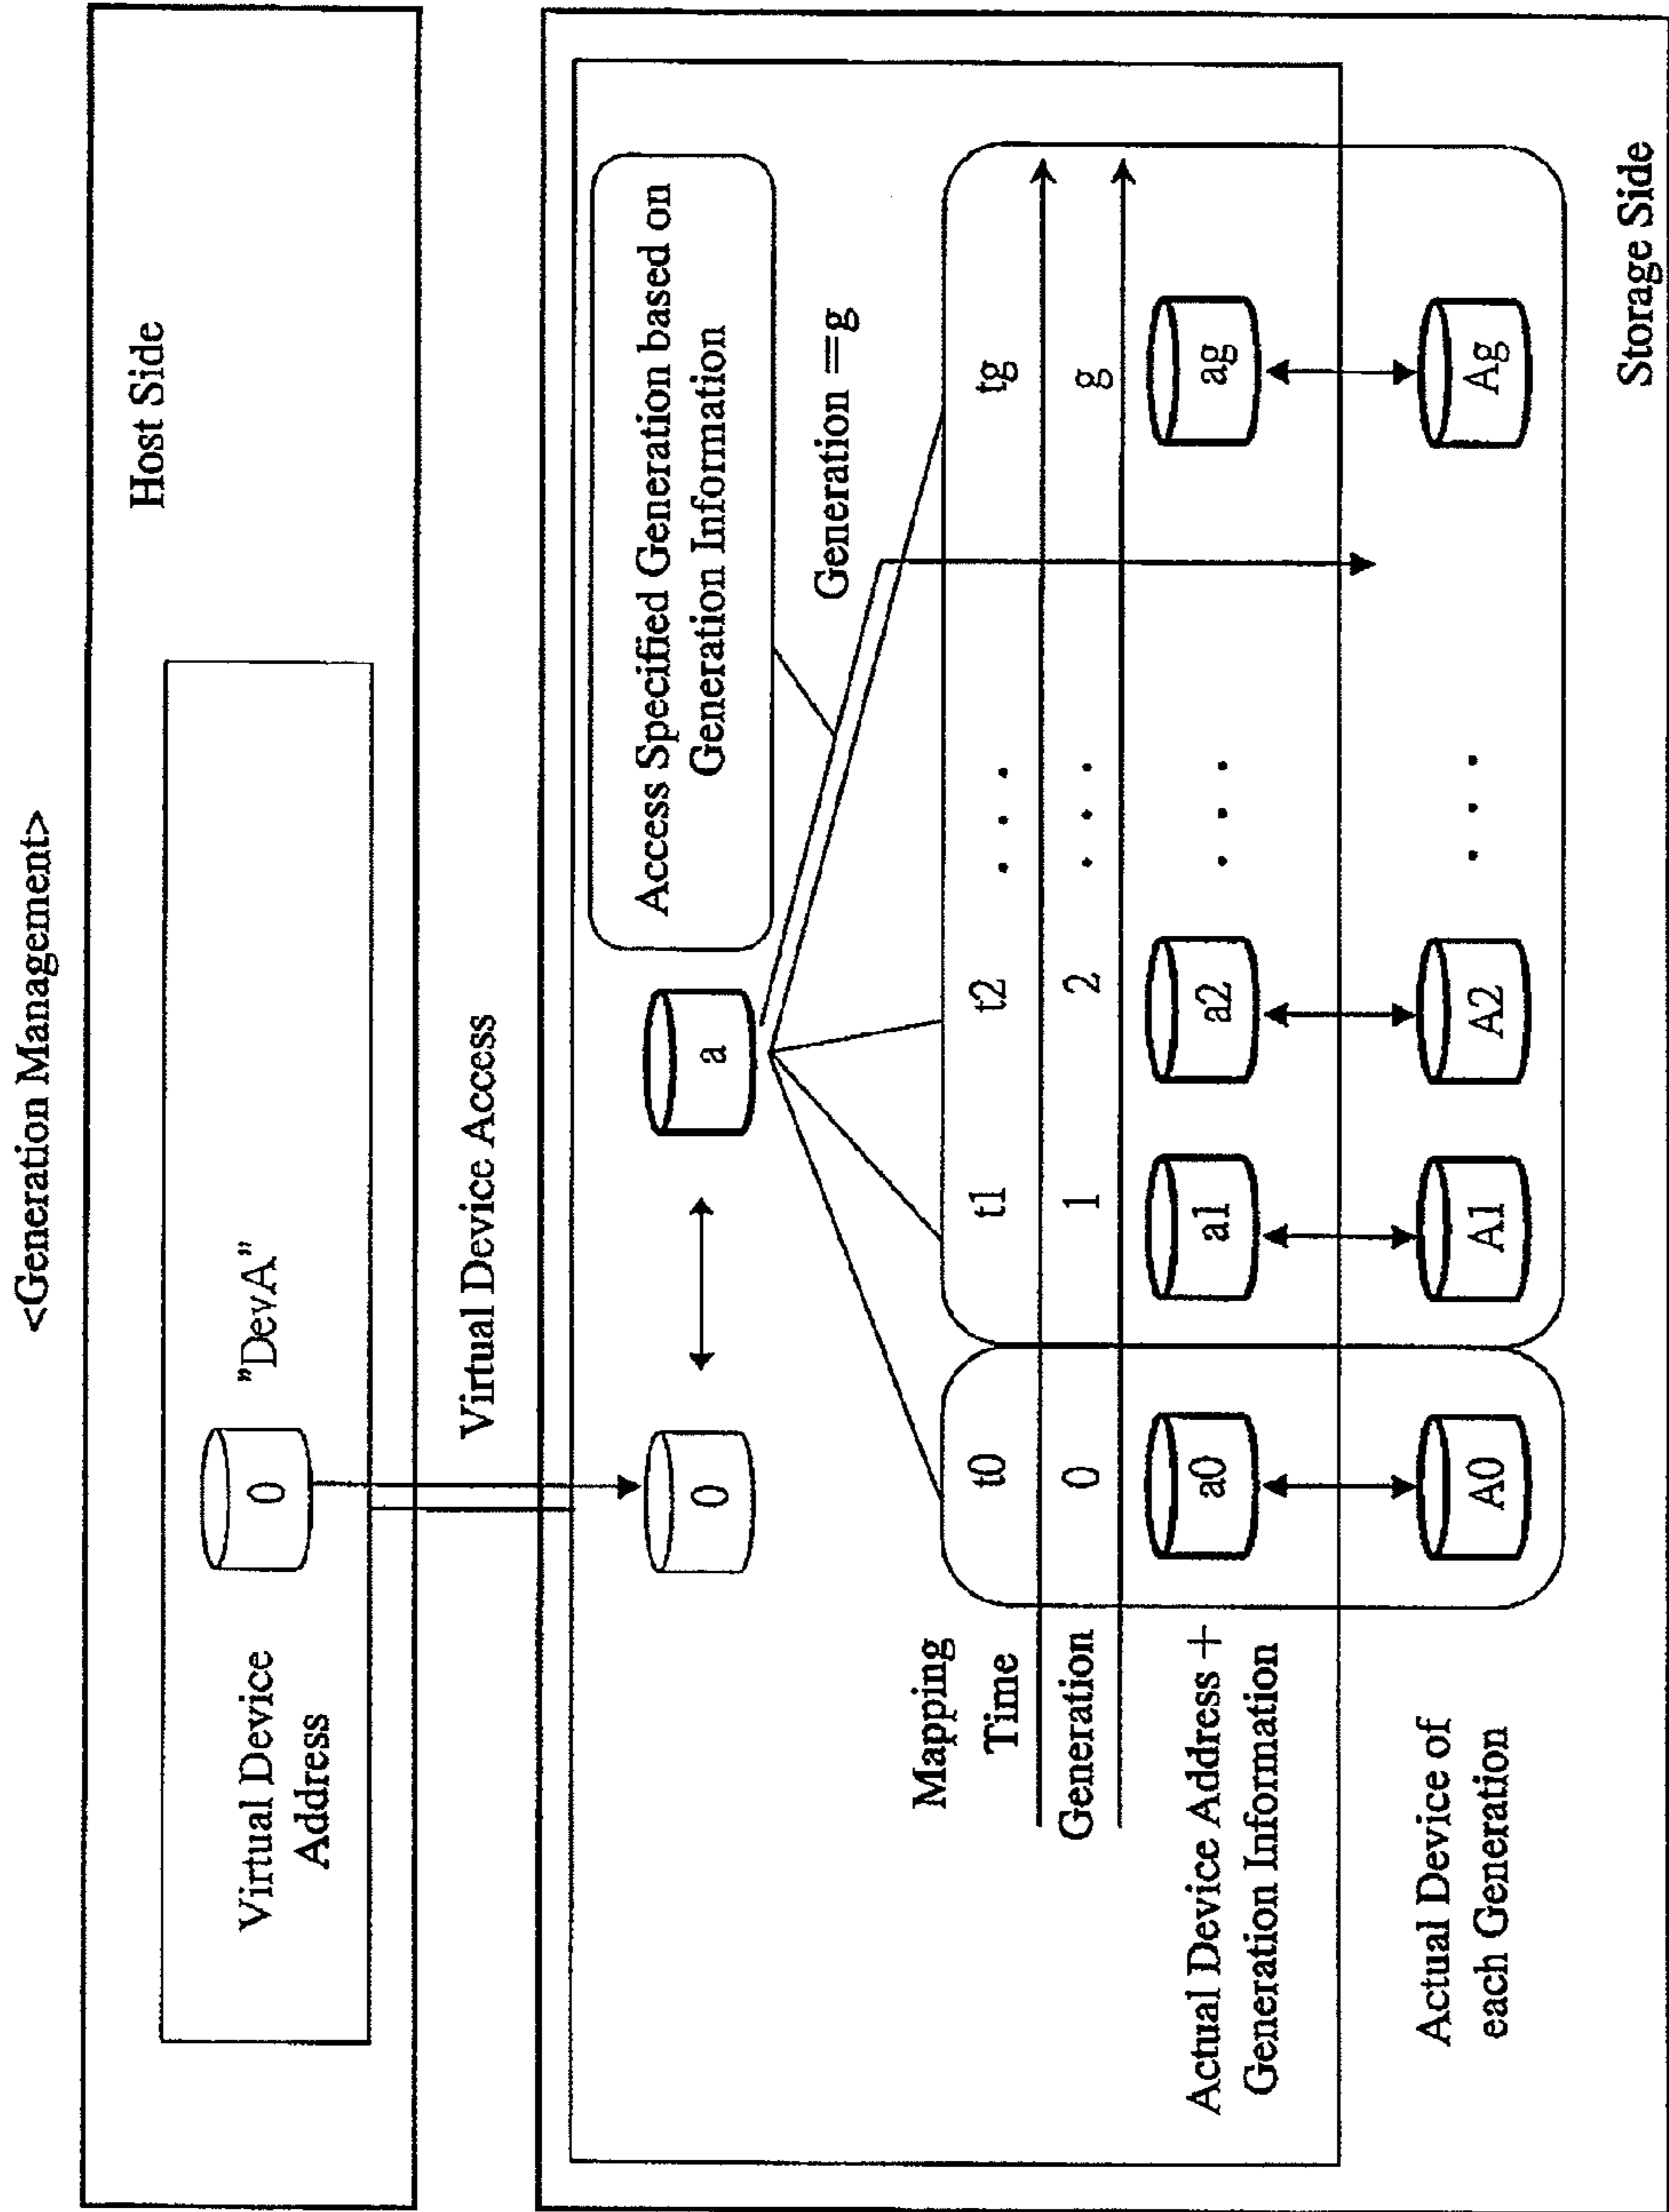 <Generation Management>
Host Side
Virtual Device
Address
0
"DevA"
Virtual Device Access
0
a
Access Specified Generation based on
Generation Information
Generation =g
Mapping
Time
t0
t1
t2
. . .
tg
Generation
0
1
2
. . .
g
Actual Device Address +
Generation Information
a0
a1
a2
. . .
ag
Actual Device of
each Generation
A0
A1
A2
. . .
Ag
Storage Side